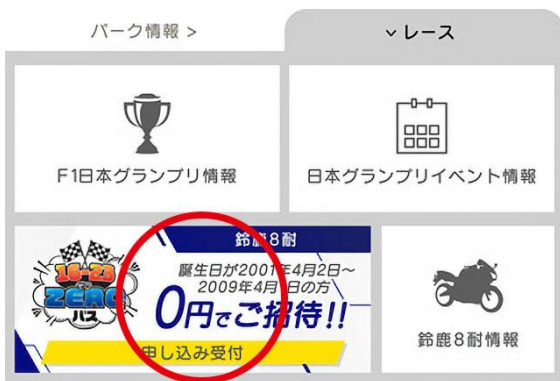 パーク情報 >
レース
F1日本グランプリ情報
日本グランプリイベント情報
鈴鹿8耐
16-23
ZERO
パス
誕生日が2001年4月2日～
2009年4月1日の方
0円でご招待!!
申し込み受付
鈴鹿8耐情報